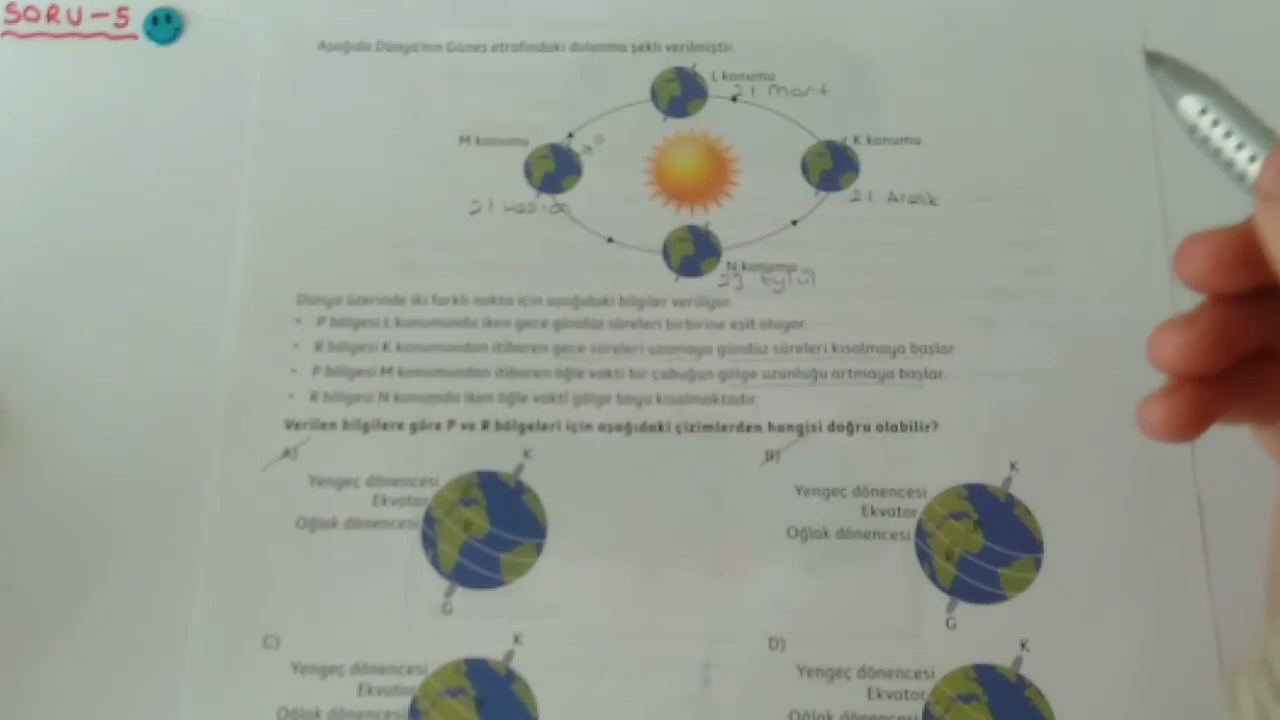 SORU-5
Aşağıda Dünya'nın Güneş etrafındaki dolanma şekli verilmiştir.
L konumu
21 Mart
M konumu
K konumu
21 Aralık
N konumu
23 Eylül
Dünya üzerinde iki farklı nokta için aşağıdaki bilgiler veriliyor.
• P bölgesi L konumunda iken gece gündüz süreleri birbirine eşit oluyor.
• R bölgesi K konumundan itibaren gece süreleri uzamaya gündüz süreleri kısalmaya başlar.
• P bölgesi M konumundan itibaren öğle vakti bir çubuğun gölge uzunluğu artmaya başlar.
• R bölgesi N konumda iken öğle vakti gölge boyu kısalmaktadır.
Verilen bilgilere göre P ve R bölgeleri için aşağıdaki çizimlerden hangisi doğru olabilir?
A)
K
Yengeç dönencesi
Ekvator
Oğlak dönencesi
G
B)
K
Yengeç dönencesi
Ekvator
Oğlak dönencesi
G
C)
K
Yengeç dönencesi
Ekvator
Oğlak dönencesi
D)
K
Yengeç dönencesi
Ekvator
Oğlak dönencesi